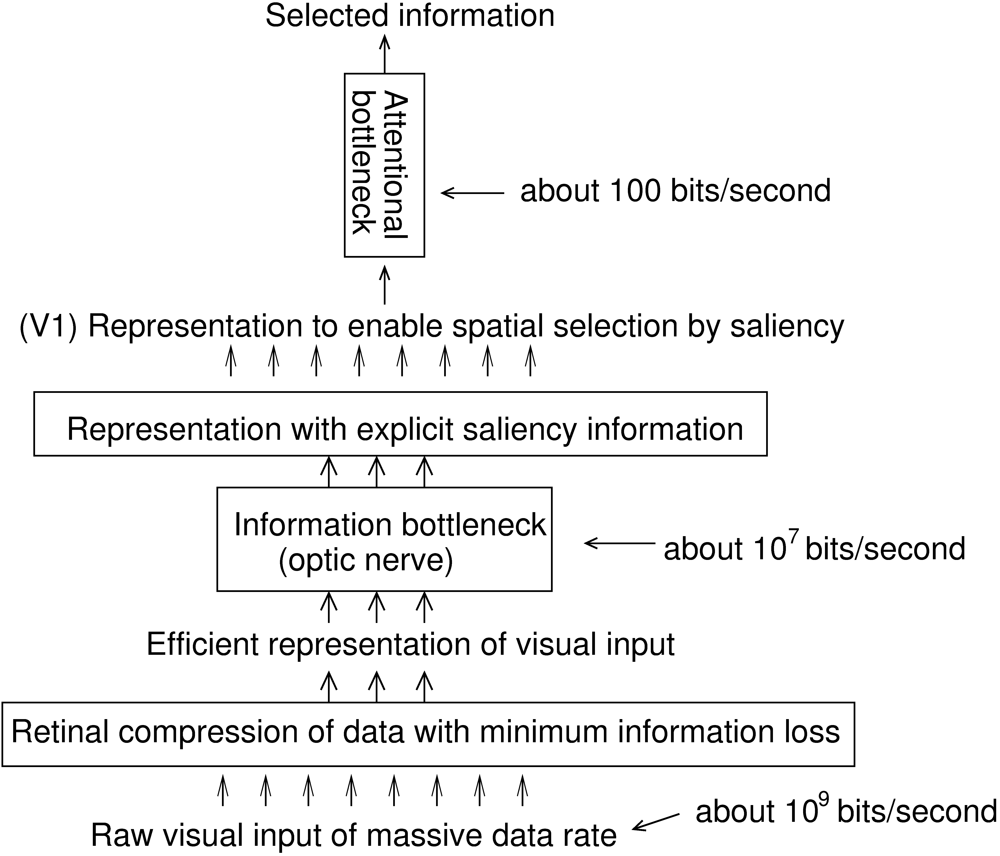 Selected information
Attentional
bottleneck
about 100 bits/second
(V1) Representation to enable spatial selection by saliency
Representation with explicit saliency information
Information bottleneck
(optic nerve)
about 10⁷ bits/second
Efficient representation of visual input
Retinal compression of data with minimum information loss
about 10⁹ bits/second
Raw visual input of massive data rate